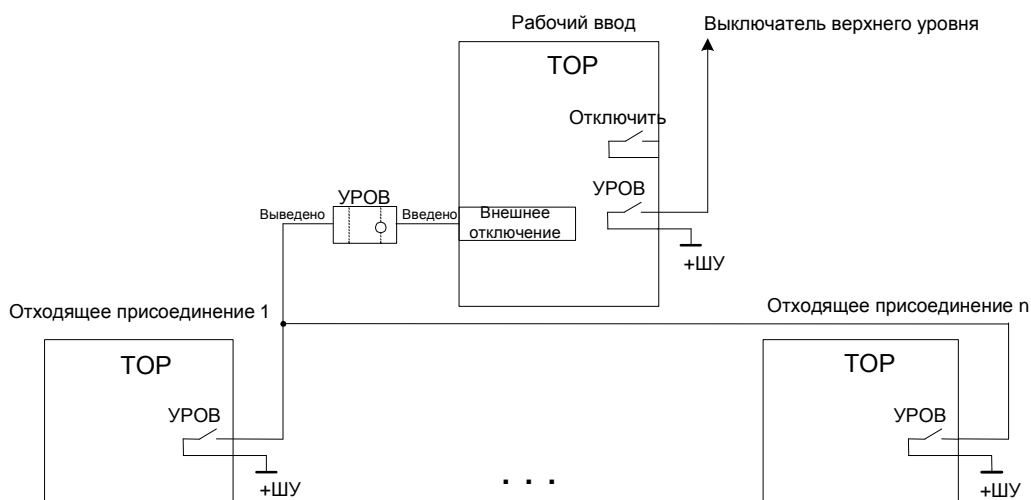 Рабочий ввод
Выключатель верхнего уровня
ТОР
Отключить
УРОВ
УРОВ
Выведено
Введено
Внешнее
отключение
+ШУ
Отходящее присоединение 1
Отходящее присоединение n
ТОР
ТОР
УРОВ
УРОВ
+ШУ
. . .
+ШУ